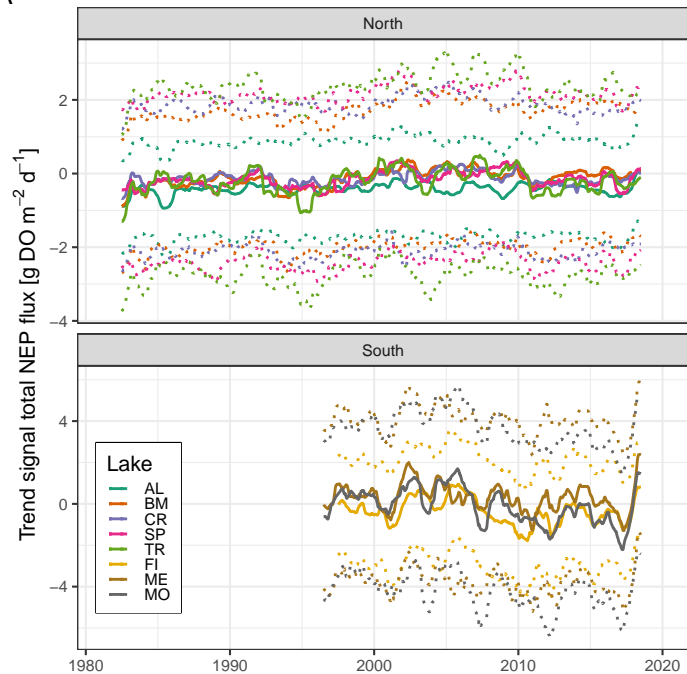 North
2
0
−2
−4
South
4
0
−4
Trend signal total NEP flux [g DO m⁻² d⁻¹]
Lake
AL
BM
CR
SP
TR
FI
ME
MO
1980 1990 2000 2010 2020